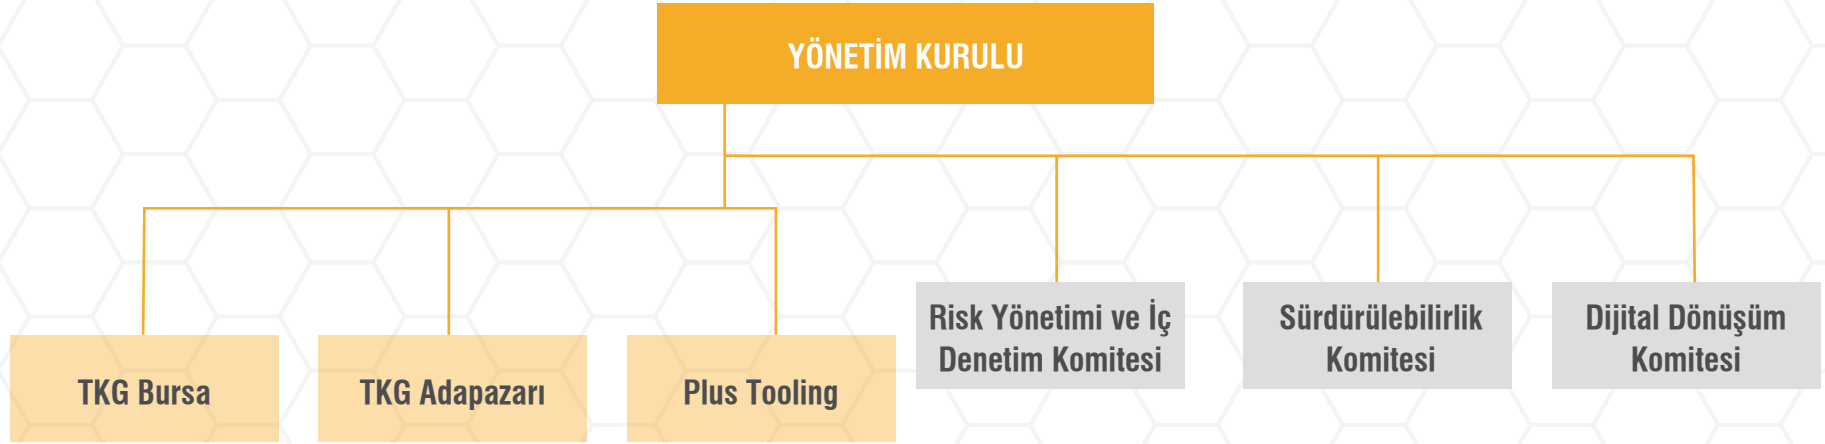 YÖNETİM KURULU
Risk Yönetimi ve İç
Denetim Komitesi
Sürdürülebilirlik
Komitesi
Dijital Dönüşüm
Komitesi
TKG Bursa
TKG Adapazarı
Plus Tooling